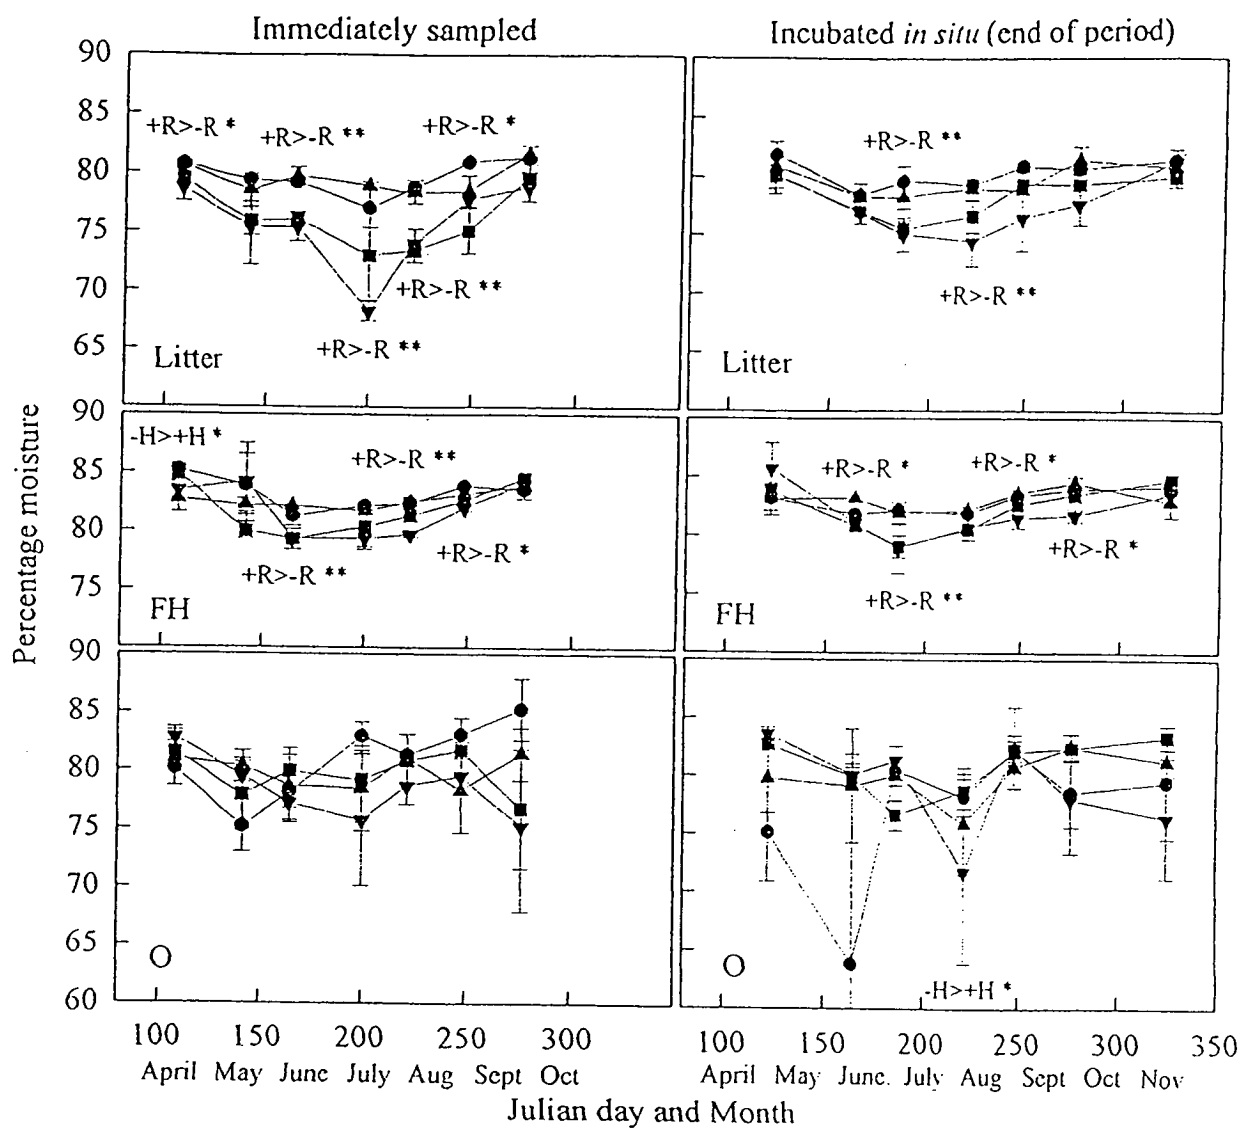 Immediately sampled
Incubated in situ (end of period)
90
85
80
75
70
65
+R>-R *
+R>-R **
+R>-R *
+R>-R **
+R>-R **
Litter
+R>-R **
+R>-R **
Litter
Percentage moisture
90
85
80
75
-H>+H *
+R>-R **
+R>-R *
+R>-R **
FH
+R>-R *
+R>-R *
+R>-R *
+R>-R **
FH
90
85
80
75
70
65
60
O
O
-H>+H *
100 150 200 250 300
100 150 200 250 300 350
April May June July Aug Sept Oct
April May June. July Aug Sept Oct Nov
Julian day and Month